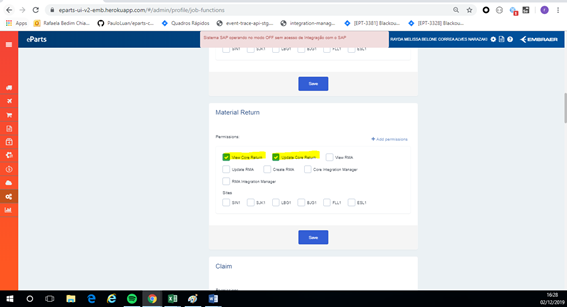 eparts-ui-v2-emb.herokuapp.com/#/admin/profile/job-functions
Apps Rafaela Bedim Chia... PauloLuan/eparts-c... Quadros Rápidos event-trace-api-stg... integration-manag... [EPT-3381] Blackou... [EPT-3328] Blackou...
eParts
Sistema SAP operando no modo OFF sem acesso de integração com o SAP
RAYDA MELISSA BELONE CORREA ALVES NARAZAKI
EMBRAER
SIN1 SJK1 LEG1 BJG1 FLL1 ESL1
Save
Material Return
Permissions
+ Add permissions
View Core Return Update Core Return View RMA
Update RMA Create RMA Core Integration Manager
RMA Integration Manager
Sites
SIN1 SJK1 LEG1 BJG1 FLL1 ESL1
Save
Claim
16:28
02/12/2019